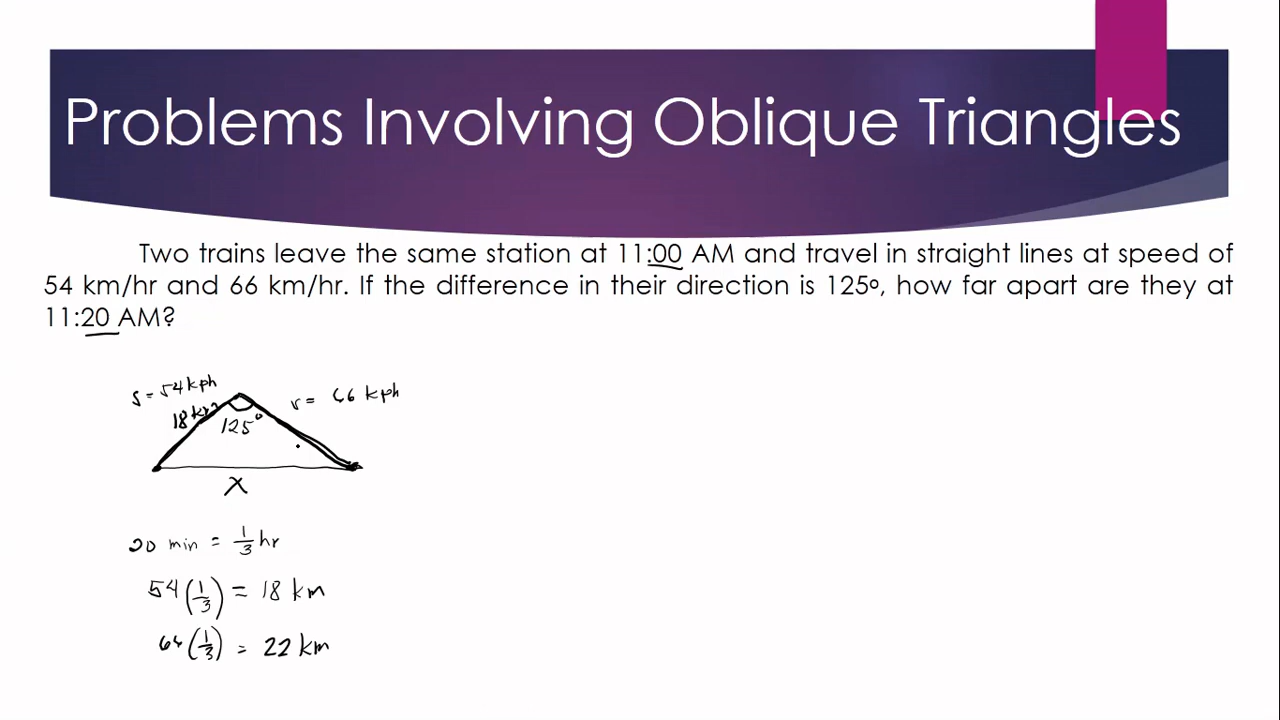 Problems Involving Oblique Triangles
Two trains leave the same station at 11:00 AM and travel in straight lines at speed of
54 km/hr and 66 km/hr. If the difference in their direction is 125°, how far apart are they at
11:20 AM?
s = 54 kph
s = 66 kph
18 km
125°
x
20 min = 1/3 hr
54 (1/3) = 18 km
66 (1/3) = 22 km